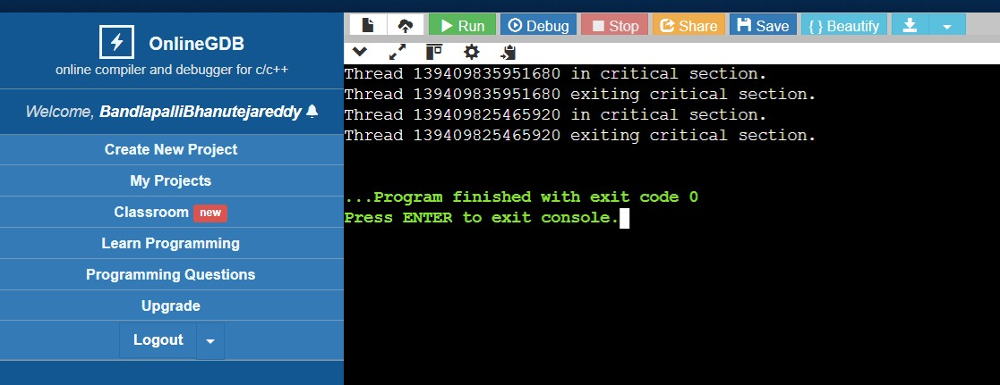 OnlineGDB
online compiler and debugger for c/c++
Welcome, BandlapalliBhanutejareddy
Create New Project
My Projects
Classroom new
Learn Programming
Programming Questions
Upgrade
Logout
Run Debug Stop Share Save { } Beautify
Thread 139409835951680 in critical section.
Thread 139409835951680 exiting critical section.
Thread 139409825465920 in critical section.
Thread 139409825465920 exiting critical section.
...Program finished with exit code 0
Press ENTER to exit console.